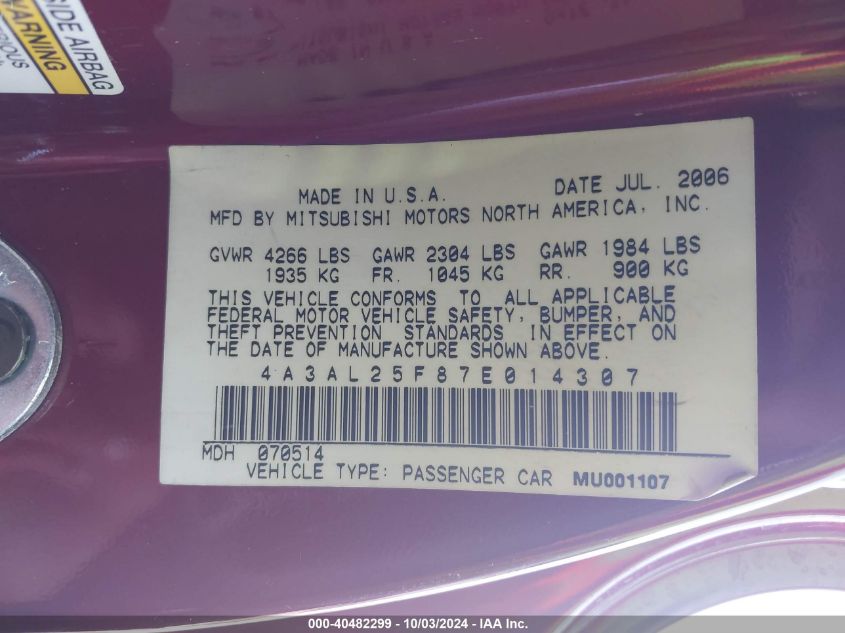 SIDE AIRBAG
WARNING
MADE IN U.S.A. DATE JUL. 2006
MFD BY MITSUBISHI MOTORS NORTH AMERICA, INC.
GVWR 4266 LBS GAWR 2304 LBS GAWR 1984 LBS
1935 KG FR. 1045 KG RR. 900 KG
THIS VEHICLE CONFORMS TO ALL APPLICABLE
FEDERAL MOTOR VEHICLE SAFETY, BUMPER, AND
THEFT PREVENTION STANDARDS IN EFFECT ON
THE DATE OF MANUFACTURE SHOWN ABOVE.
4A3AL25F87E014307
MDH 070514
VEHICLE TYPE: PASSENGER CAR MU001107
000-40482299 - 10/03/2024 - IAA Inc.